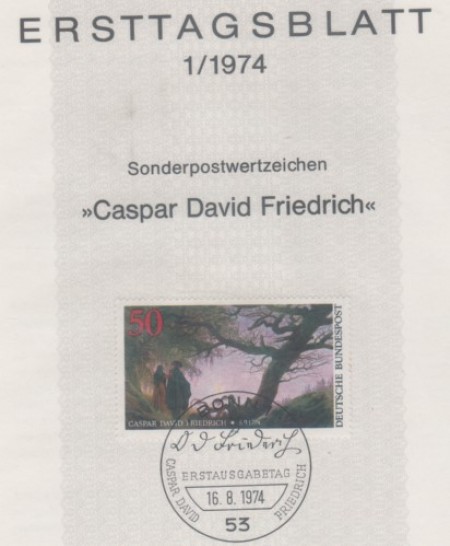 ERSTTAGSBLATT
1/1974
Sonderpostwertzeichen
»Caspar David Friedrich«
50
DEUTSCHE BUNDESPOST
CASPAR DAVID FRIEDRICH
BONN
C D Friedrich
ERSTAUSGABETAG
16. 8. 1974
CASPAR DAVID FRIEDRICH
53